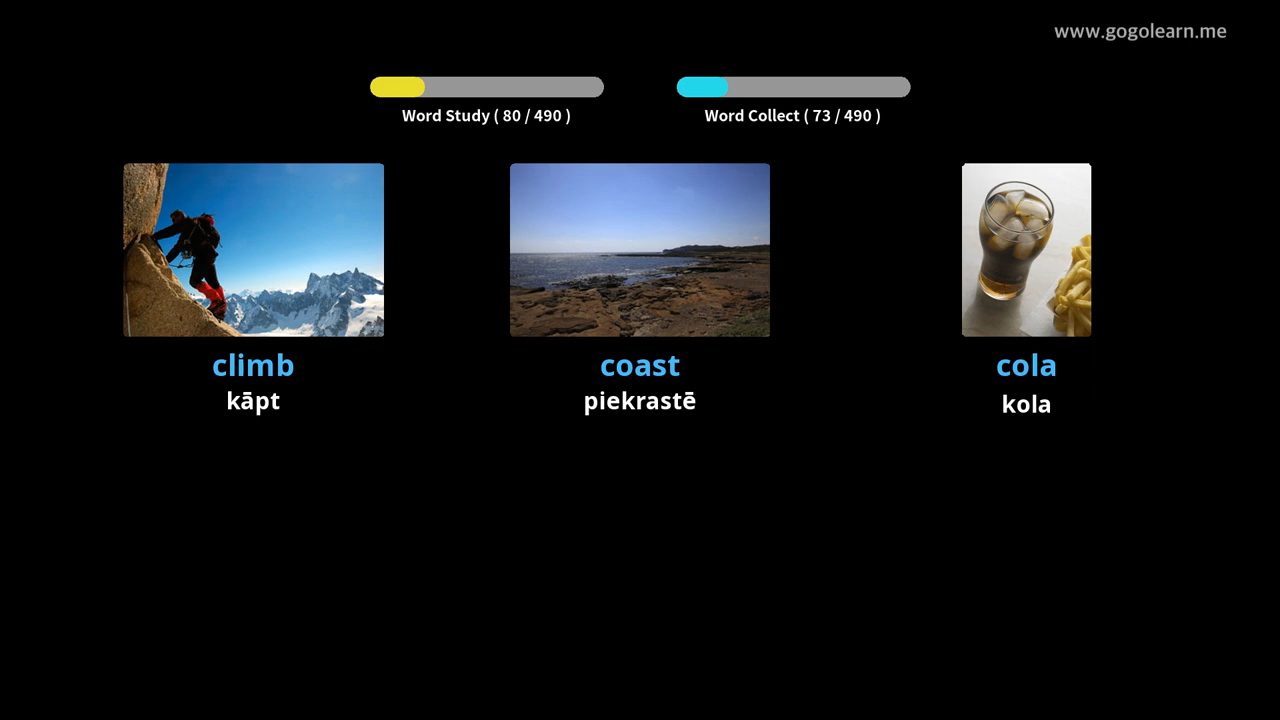 www.gogolearn.me
Word Study ( 80 / 490 )
Word Collect ( 73 / 490 )
climb
kāpt
coast
piekrastē
cola
kola